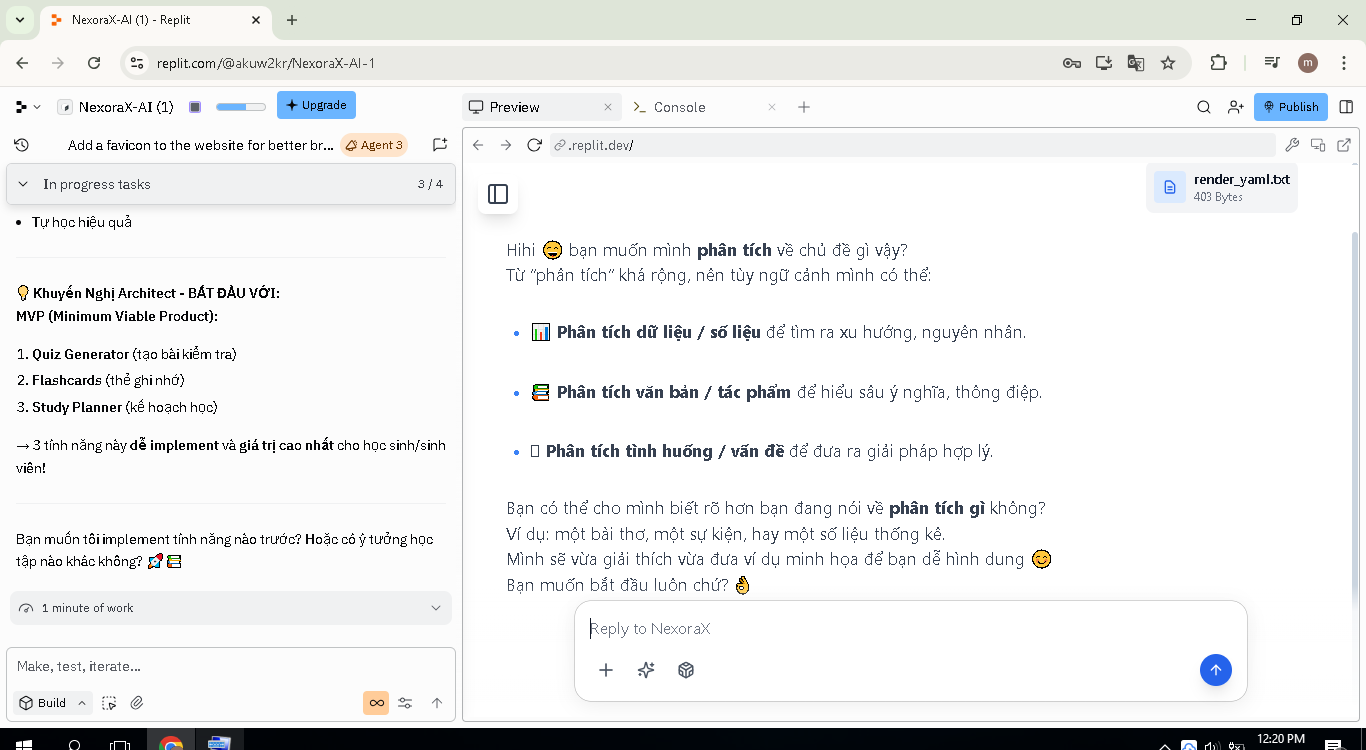 NexoraX-AI (1) - Replit
replit.com/@akuw2kr/NexoraX-AI-1
m
NexoraX-AI (1)
Upgrade
Preview
Console
Publish
Add a favicon to the website for better br...
Agent 3
.replit.dev/
In progress tasks
3 / 4
Tự học hiệu quả
💡 Khuyến Nghị Architect - BẮT ĐẦU VỚI:
MVP (Minimum Viable Product):
1. Quiz Generator (tạo bài kiểm tra)
2. Flashcards (thẻ ghi nhớ)
3. Study Planner (kế hoạch học)
→ 3 tính năng này dễ implement và giá trị cao nhất cho học sinh/sinh
viên!
Bạn muốn tôi implement tính năng nào trước? Hoặc có ý tưởng học
tập nào khác không? 🚀 📚
1 minute of work
Make, test, iterate...
Build
render_yaml.txt
403 Bytes
Hihi 😄 bạn muốn mình phân tích về chủ đề gì vậy?
Từ “phân tích” khá rộng, nên tùy ngữ cảnh mình có thể:
• 📊 Phân tích dữ liệu / số liệu để tìm ra xu hướng, nguyên nhân.
• 📚 Phân tích văn bản / tác phẩm để hiểu sâu ý nghĩa, thông điệp.
• Phân tích tình huống / vấn đề để đưa ra giải pháp hợp lý.
Bạn có thể cho mình biết rõ hơn bạn đang nói về phân tích gì không?
Ví dụ: một bài thơ, một sự kiện, hay một số liệu thống kê.
Mình sẽ vừa giải thích vừa đưa ví dụ minh họa để bạn dễ hình dung 😊
Bạn muốn bắt đầu luôn chứ? 👌
Reply to NexoraX
12:20 PM